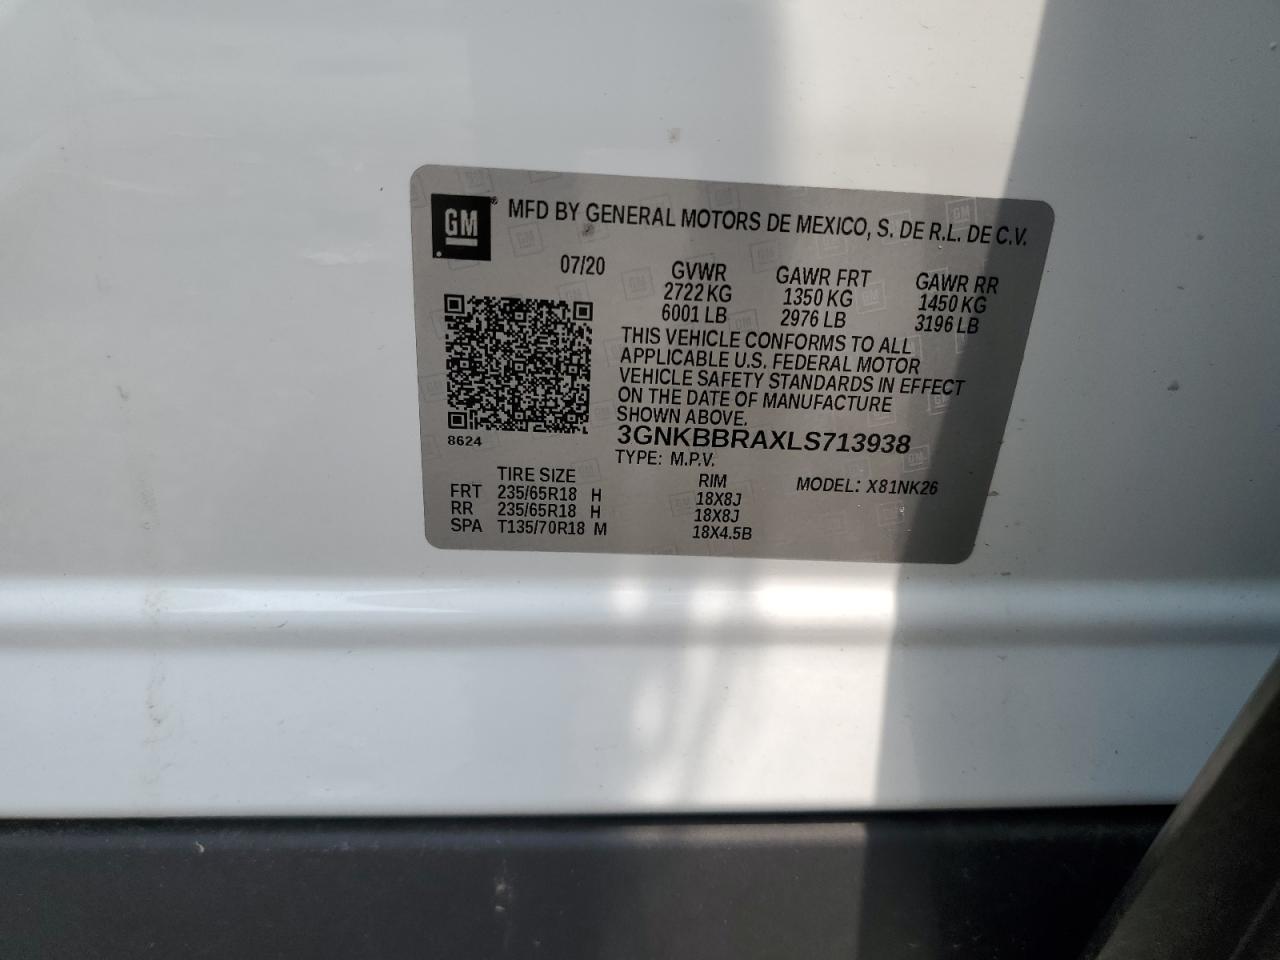 GM ® MFD BY GENERAL MOTORS DE MEXICO, S. DE R.L. DE C.V.
07/20 GVWR GAWR FRT GAWR RR
2722 KG 1350 KG 1450 KG
6001 LB 2976 LB 3196 LB
THIS VEHICLE CONFORMS TO ALL
APPLICABLE U.S. FEDERAL MOTOR
VEHICLE SAFETY STANDARDS IN EFFECT
ON THE DATE OF MANUFACTURE
SHOWN ABOVE.
8624
3GNKBBRAXLS713938
TYPE: M.P.V.
TIRE SIZE RIM MODEL: X81NK26
FRT 235/65R18 H 18X8J
RR 235/65R18 H 18X8J
SPA T135/70R18 M 18X4.5B